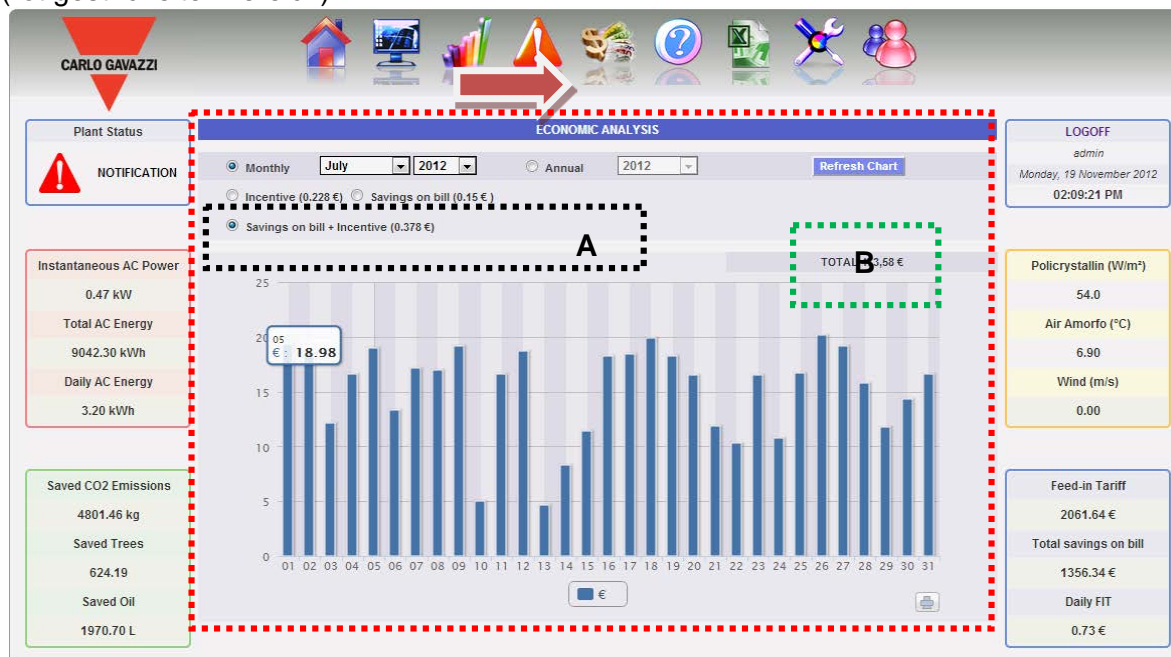 CARLO GAVAZZI
Plant Status
NOTIFICATION
Instantaneous AC Power
0.47 kW
Total AC Energy
9042.30 kWh
Daily AC Energy
3.20 kWh
Saved CO2 Emissions
4801.46 kg
Saved Trees
624.19
Saved Oil
1970.70 L
ECONOMIC ANALYSIS
Monthly July 2012 Annual 2012 Refresh Chart
Incentive (0.228 €) Savings on bill (0.15 € )
Savings on bill + Incentive (0.378 €)
A
B
TOTAL 3,58 €
25
20
15
10
5
0
05
€ : 18.98
01 02 03 04 05 06 07 08 09 10 11 12 13 14 15 16 17 18 19 20 21 22 23 24 25 26 27 28 29 30 31
€
LOGOFF
admin
Monday, 19 November 2012
02:09:21 PM
Policrystallin (W/m²)
54.0
Air Amorfo (°C)
6.90
Wind (m/s)
0.00
Feed-in Tariff
2061.64 €
Total savings on bill
1356.34 €
Daily FIT
0.73 €